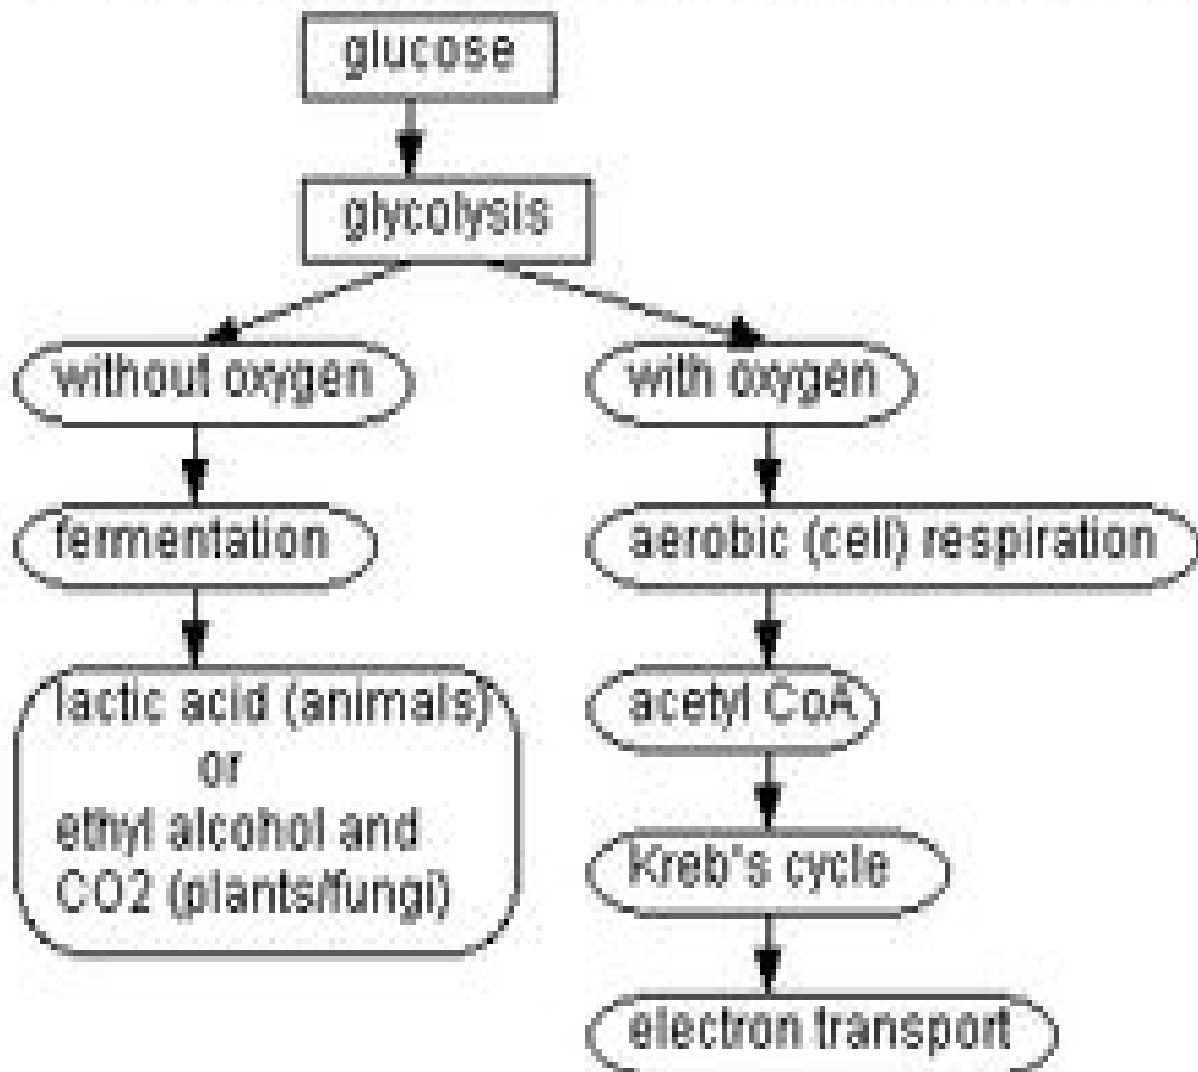 glucose
glycolysis
without oxygen
with oxygen
fermentation
aerobic (cell) respiration
lactic acid (animals)
or
ethyl alcohol and
CO2 (plants/fungi)
acetyl CoA
Kreb's cycle
electron transport